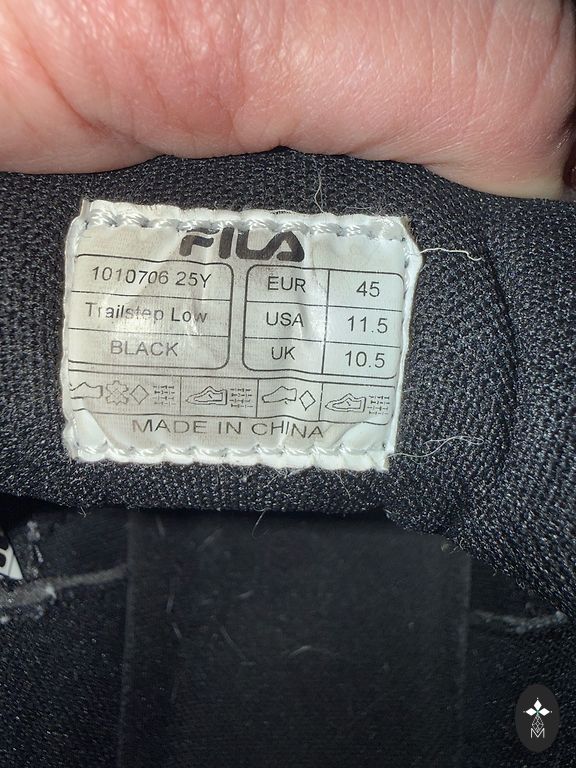 FILA
1010706 25Y
Trailstep Low
BLACK
EUR 45
USA 11.5
UK 10.5
MADE IN CHINA
M